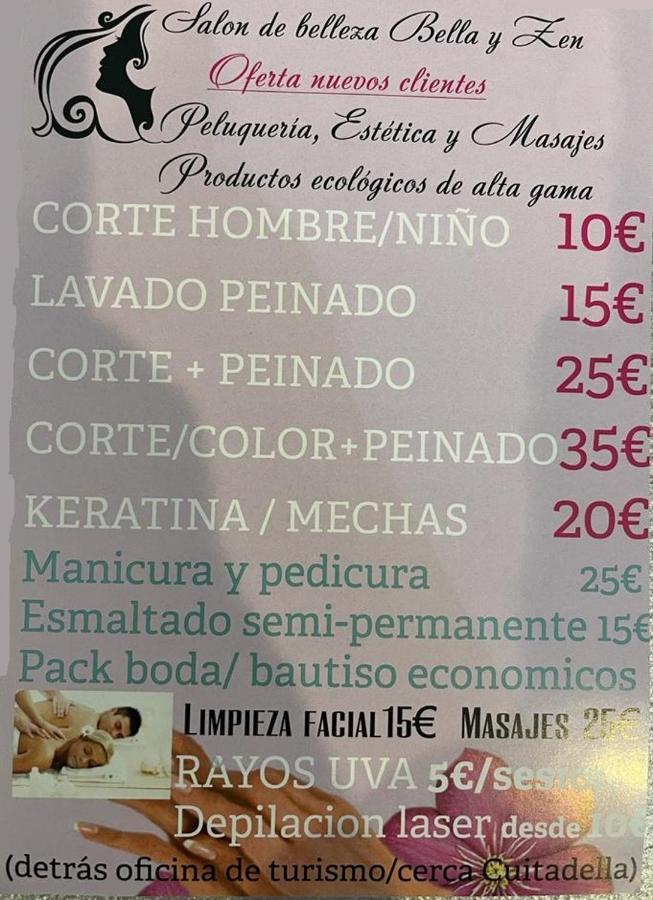 Salon de belleza Bella y Zen
Oferta nuevos clientes
Peluquería, Estética y Masajes
Productos ecológicos de alta gama
CORTE HOMBRE/NIÑO 10€
LAVADO PEINADO 15€
CORTE + PEINADO 25€
CORTE/COLOR+PEINADO 35€
KERATINA / MECHAS 20€
Manicura y pedicura 25€
Esmaltado semi-permanente 15€
Pack boda/ bautiso economicos
LIMPIEZA FACIAL 15€ MASAJES 25€
RAYOS UVA 5€/sesion
Depilacion laser desde 10€
(detrás oficina de turismo/cerca Cuitadella)